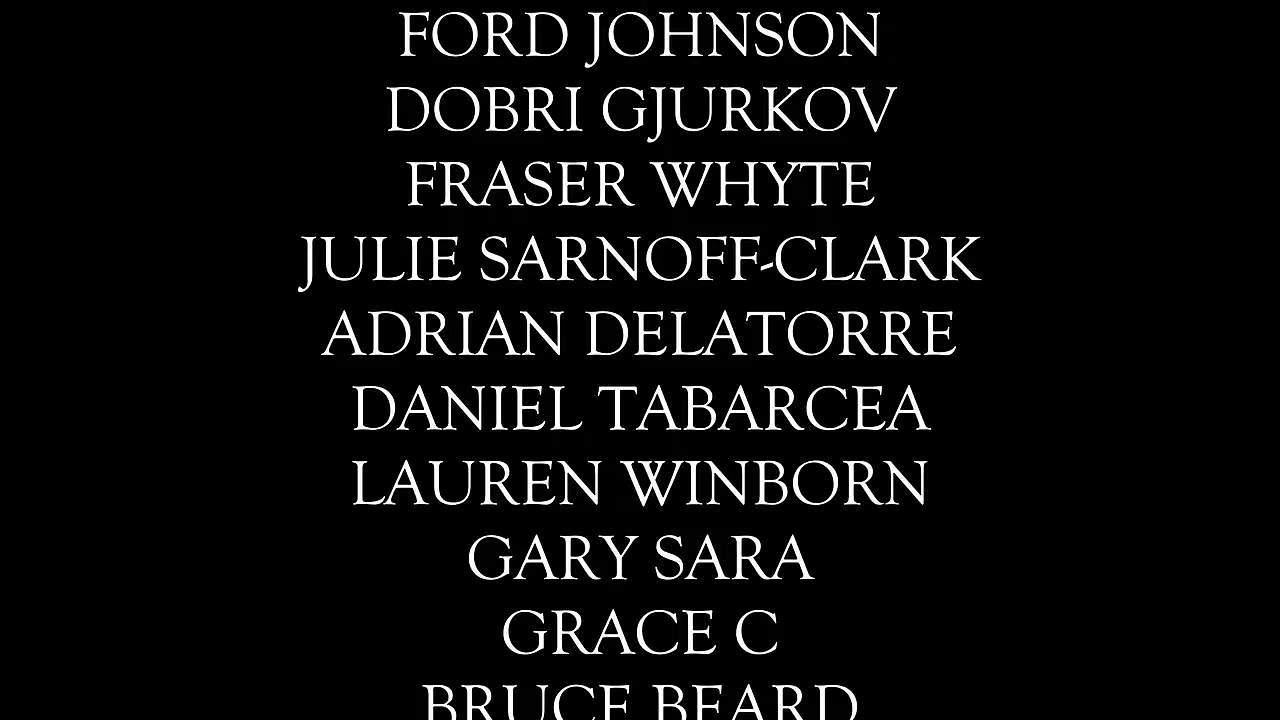 FORD JOHNSON
DOBRI GJURKOV
FRASER WHYTE
JULIE SARNOFF-CLARK
ADRIAN DELATORRE
DANIEL TABARCEA
LAUREN WINBORN
GARY SARA
GRACE C
BRUCE BEARD